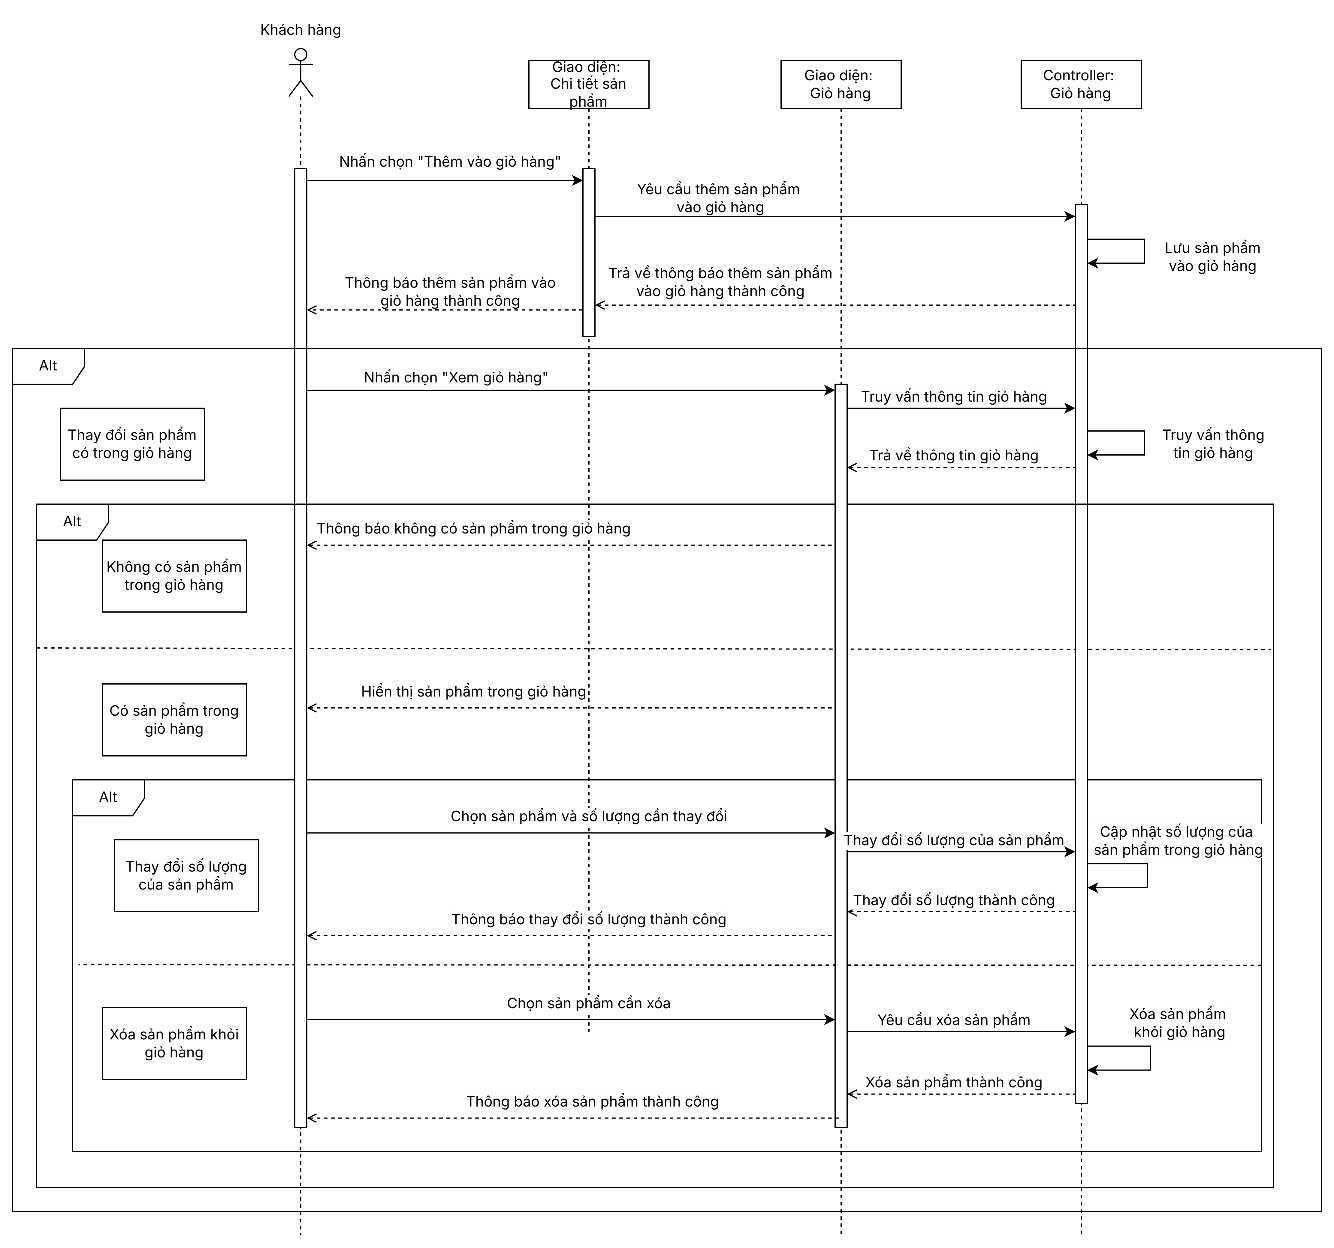 Khách hàng
Giao diện:
Chi tiết sản
phẩm
Giao diện:
Giỏ hàng
Controller:
Giỏ hàng
Nhấn chọn "Thêm vào giỏ hàng"
Yêu cầu thêm sản phẩm
vào giỏ hàng
Lưu sản phẩm
vào giỏ hàng
Trả về thông báo thêm sản phẩm
vào giỏ hàng thành công
Thông báo thêm sản phẩm vào
giỏ hàng thành công
Alt
Nhấn chọn "Xem giỏ hàng"
Truy vấn thông tin giỏ hàng
Thay đổi sản phẩm
có trong giỏ hàng
Truy vấn thông
tin giỏ hàng
Trả về thông tin giỏ hàng
Alt
Thông báo không có sản phẩm trong giỏ hàng
Không có sản phẩm
trong giỏ hàng
Hiển thị sản phẩm trong giỏ hàng
Có sản phẩm trong
giỏ hàng
Alt
Chọn sản phẩm và số lượng cần thay đổi
Thay đổi số lượng của sản phẩm
Cập nhật số lượng của
sản phẩm trong giỏ hàng
Thay đổi số lượng
của sản phẩm
Thay đổi số lượng thành công
Thông báo thay đổi số lượng thành công
Chọn sản phẩm cần xóa
Yêu cầu xóa sản phẩm
Xóa sản phẩm
khỏi giỏ hàng
Xóa sản phẩm khỏi
giỏ hàng
Xóa sản phẩm thành công
Thông báo xóa sản phẩm thành công